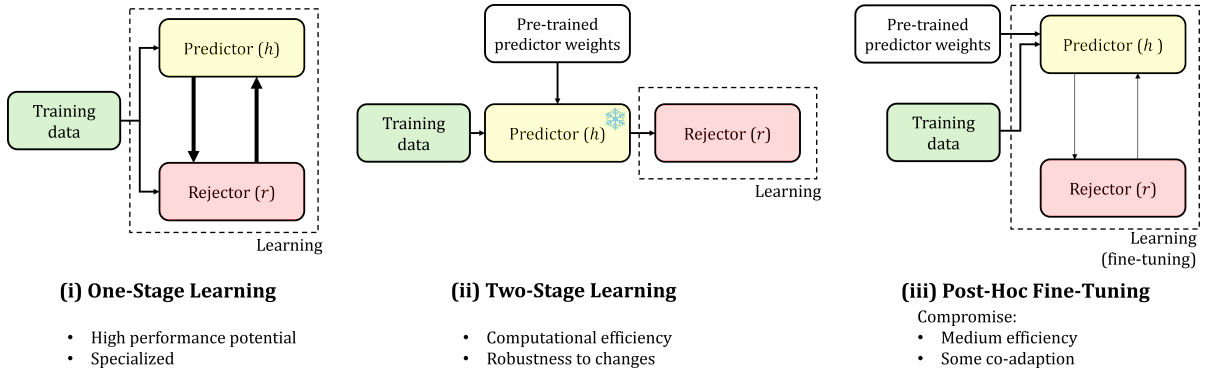 Training
data
Predictor (h)
Rejector (r)
Learning
(i) One-Stage Learning
• High performance potential
• Specialized
Pre-trained
predictor weights
Training
data
Predictor (h)
Rejector (r)
Learning
(ii) Two-Stage Learning
• Computational efficiency
• Robustness to changes
Pre-trained
predictor weights
Training
data
Predictor (h )
Rejector (r)
Learning
(fine-tuning)
(iii) Post-Hoc Fine-Tuning
Compromise:
• Medium efficiency
• Some co-adaption